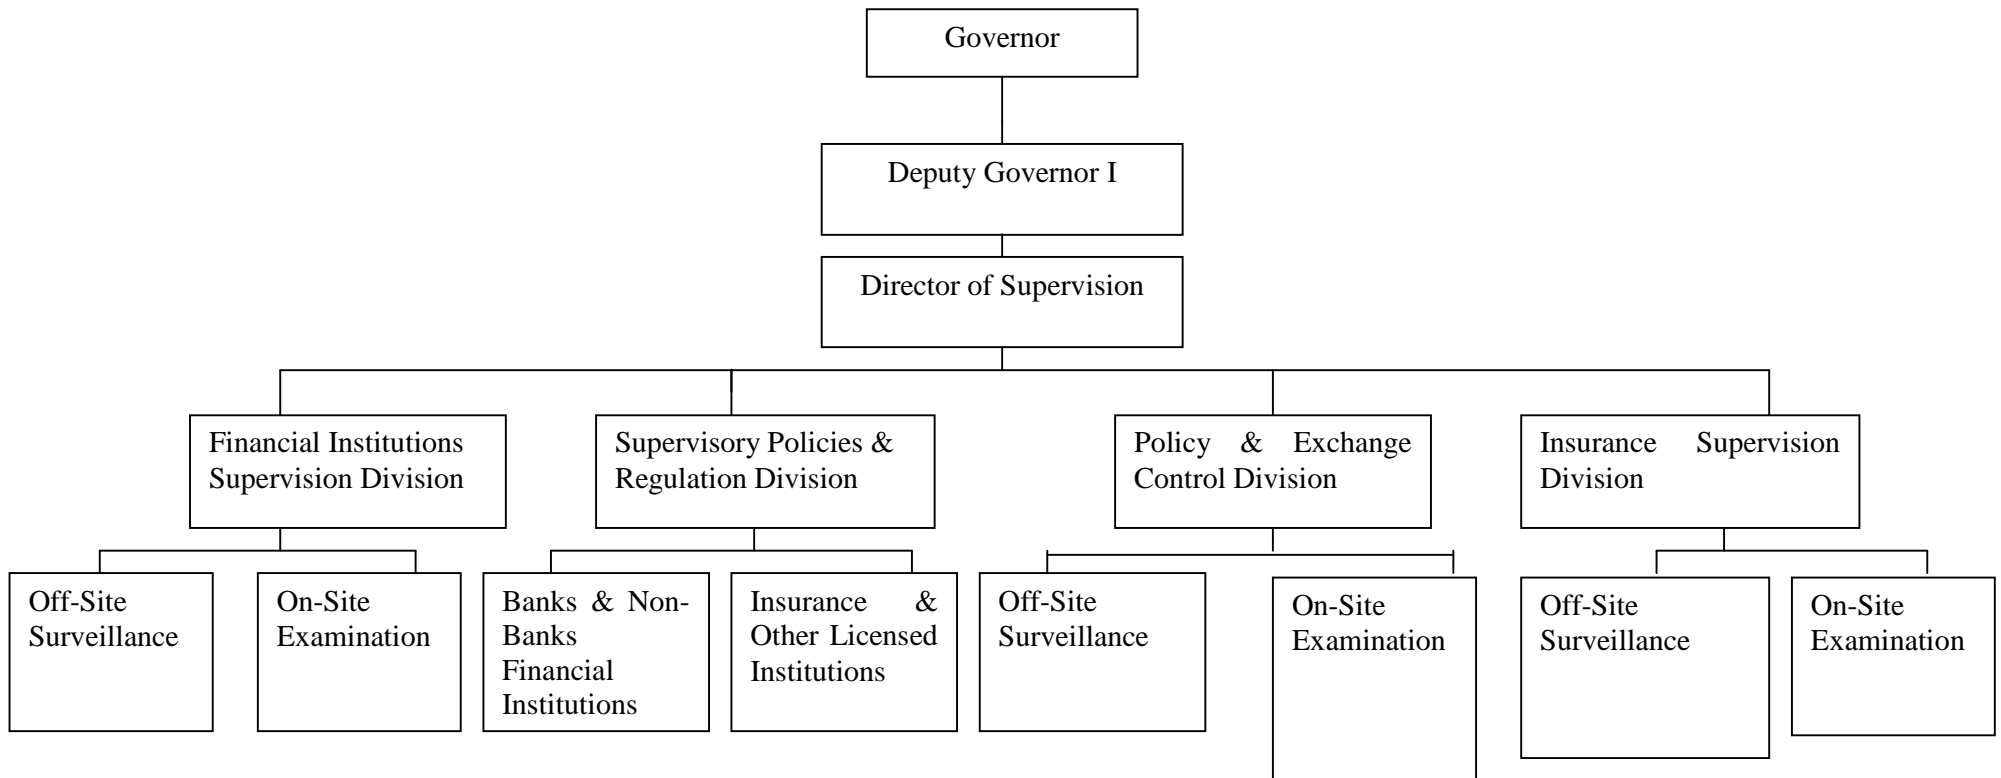 Governor
Deputy Governor I
Director of Supervision
Financial Institutions
Supervision Division
Supervisory Policies &
Regulation Division
Policy & Exchange
Control Division
Insurance Supervision
Division
Off-Site
Surveillance
On-Site
Examination
Banks & Non-
Banks
Financial
Institutions
Insurance &
Other Licensed
Institutions
Off-Site
Surveillance
On-Site
Examination
Off-Site
Surveillance
On-Site
Examination